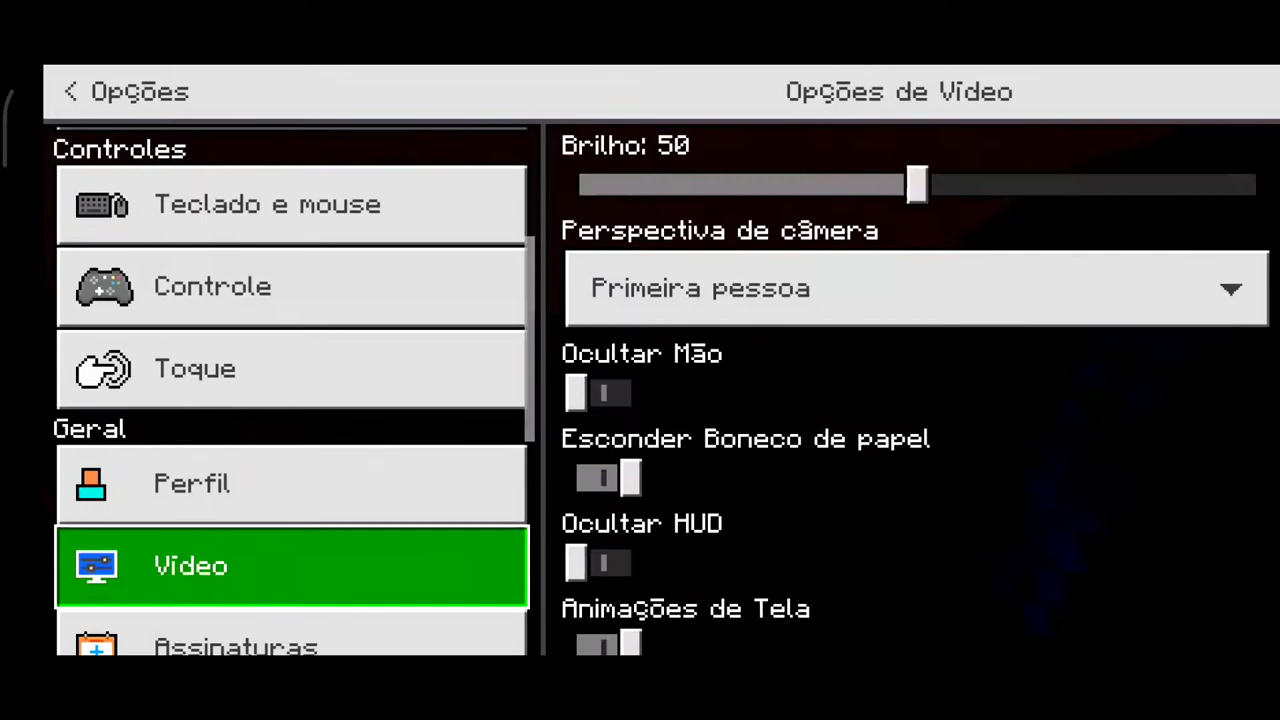 < Opções
Opções de Vídeo
Controles
Teclado e mouse
Controle
Toque
Geral
Perfil
Vídeo
Assinaturas
Brilho: 50
Perspectiva de câmera
Primeira pessoa
Ocultar Mão
Esconder Boneco de papel
Ocultar HUD
Animações de Tela